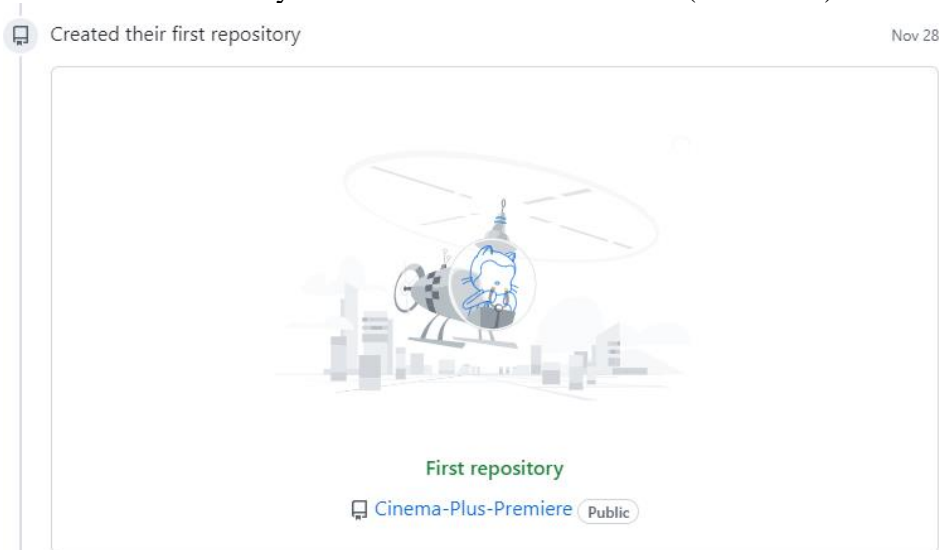 Created their first repository
Nov 28
First repository
Cinema-Plus-Premiere Public